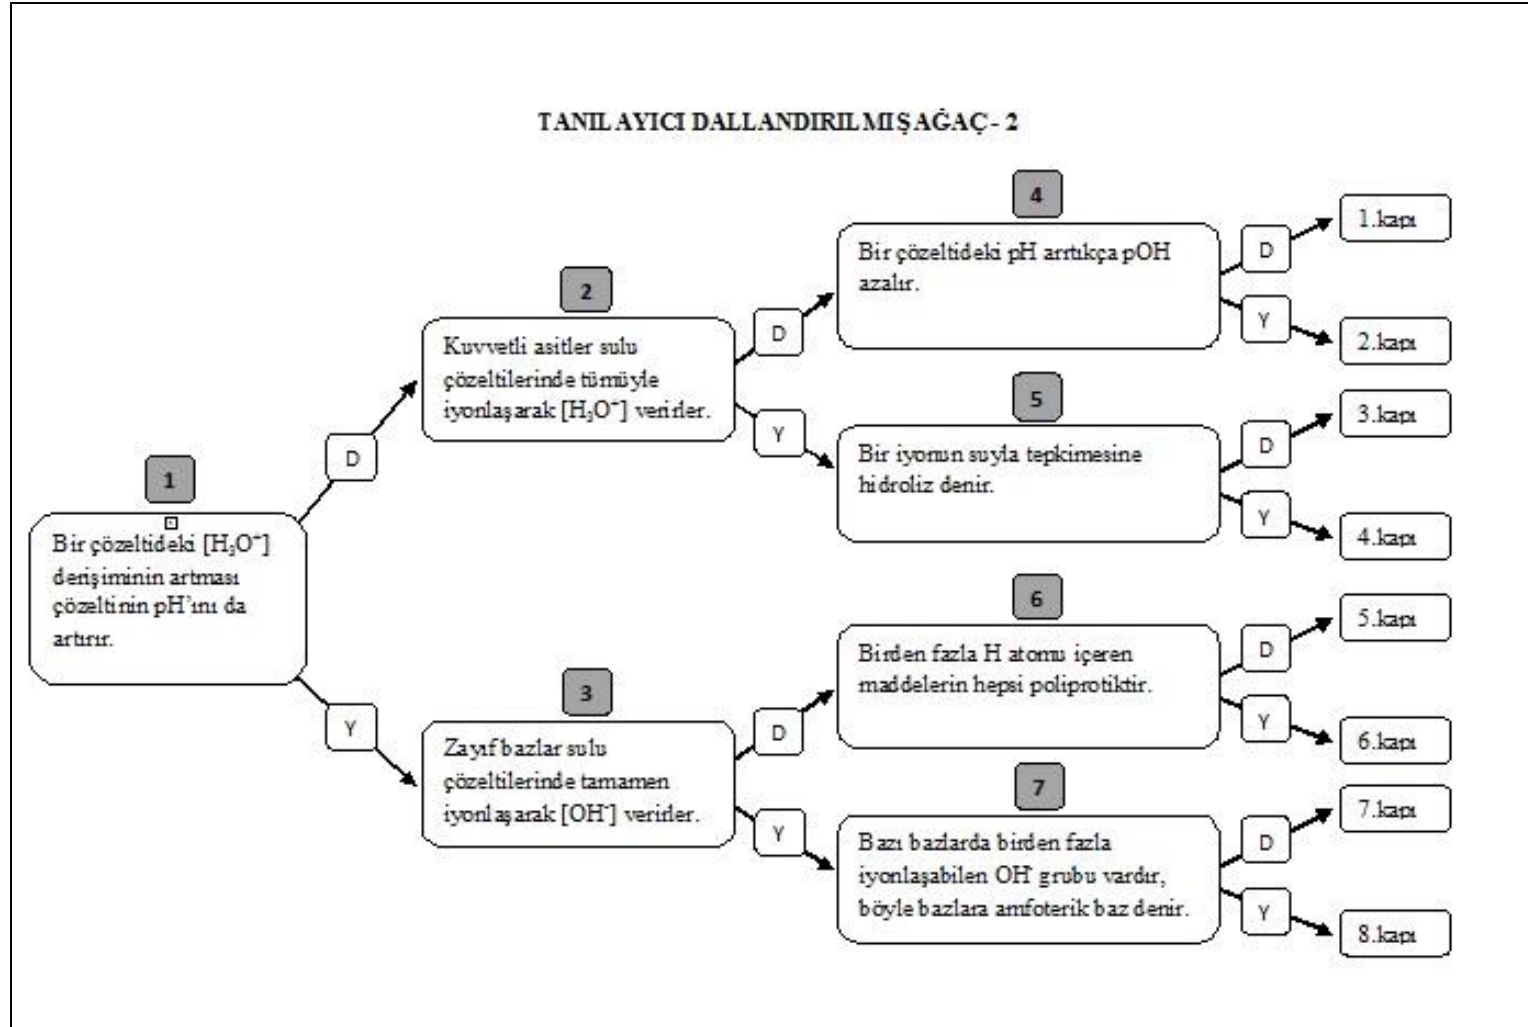 TANILAYICI DALLANDIRILMIŞ AĞAÇ - 2
1
Bir çözeltideki [H₃O⁺]
derişiminin artması
çözeltinin pH'ını da
artırır.
D
Y
2
Kuvvetli asitler sulu
çözeltilerinde tümüyle
iyonlaşarak [H₃O⁺] verirler.
D
Y
3
Zayıf bazlar sulu
çözeltilerinde tamamen
iyonlaşarak [OH⁻] verirler.
D
Y
4
Bir çözeltideki pH arttıkça pOH
azalır.
D
Y
5
Bir iyonun suyla tepkimesine
hidroliz denir.
D
Y
6
Birden fazla H atomu içeren
maddelerin hepsi poliprotiktir.
D
Y
7
Bazı bazlarda birden fazla
iyonlaşabilen OH⁻ grubu vardır,
böyle bazlara amfoterik baz denir.
D
Y
1.kapı
2.kapı
3.kapı
4.kapı
5.kapı
6.kapı
7.kapı
8.kapı